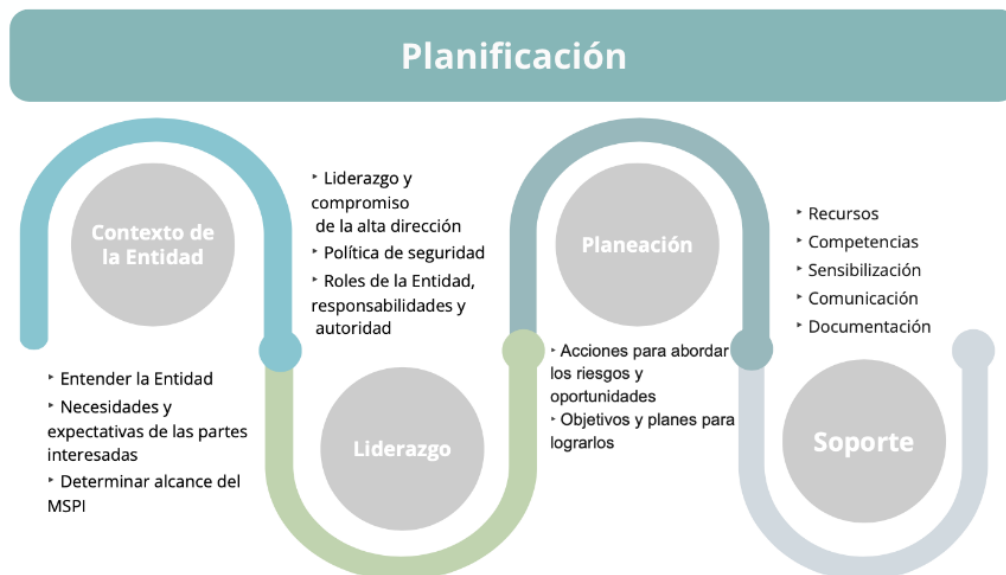 Planificación
Contexto de
la Entidad
‣ Entender la Entidad
‣ Necesidades y
expectativas de las partes
interesadas
‣ Determinar alcance del
MSPI
‣ Liderazgo y
compromiso
de la alta dirección
‣ Política de seguridad
‣ Roles de la Entidad,
responsabilidades y
autoridad
Liderazgo
Planeación
‣ Acciones para abordar
los riesgos y
oportunidades
‣ Objetivos y planes para
lograrlos
‣ Recursos
‣ Competencias
‣ Sensibilización
‣ Comunicación
‣ Documentación
Soporte